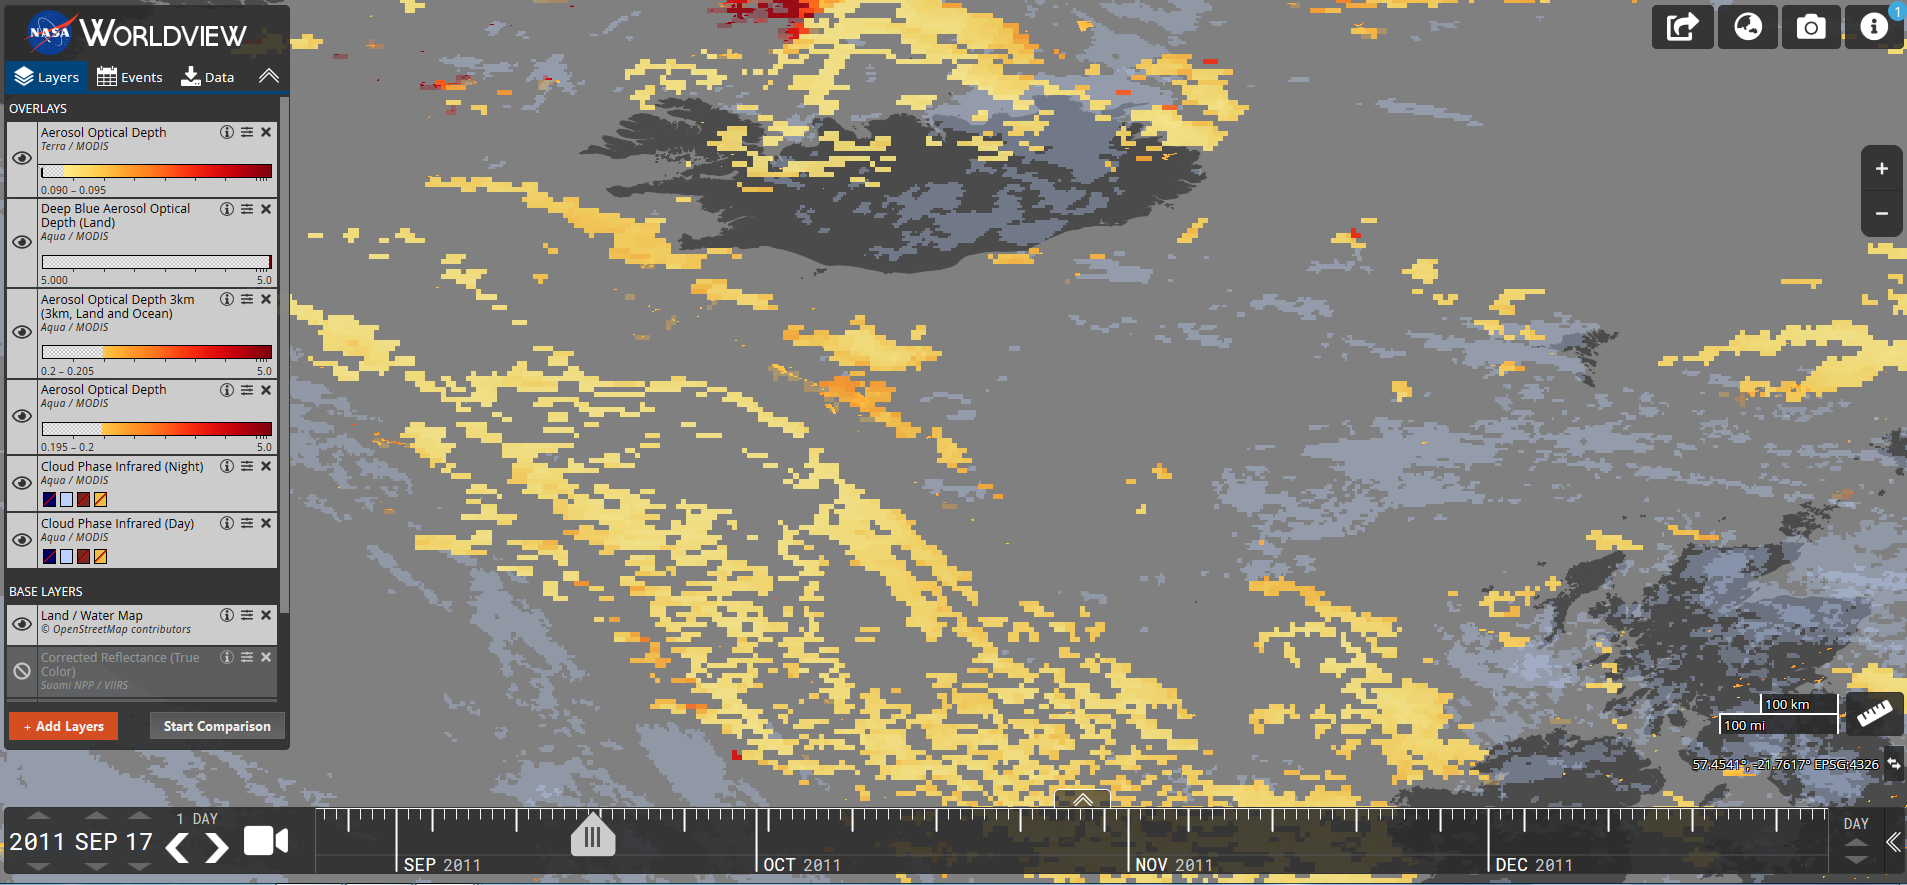 NASA WORLDVIEW
Layers Events Data
OVERLAYS
Aerosol Optical Depth
Terra / MODIS
0.090 – 0.095
Deep Blue Aerosol Optical
Depth (Land)
Aqua / MODIS
5.000 5.0
Aerosol Optical Depth 3km
(3km, Land and Ocean)
Aqua / MODIS
0.2 – 0.205 5.0
Aerosol Optical Depth
Aqua / MODIS
0.195 – 0.2 5.0
Cloud Phase Infrared (Night)
Aqua / MODIS
Cloud Phase Infrared (Day)
Aqua / MODIS
BASE LAYERS
Land / Water Map
© OpenStreetMap contributors
Corrected Reflectance (True
Color)
Suomi NPP / VIIRS
+ Add Layers Start Comparison
1
+
−
100 km
100 mi
57.4541°, -21.7617° EPSG:4326
1 DAY
2011 SEP 17
SEP 2011 OCT 2011 NOV 2011 DEC 2011
DAY